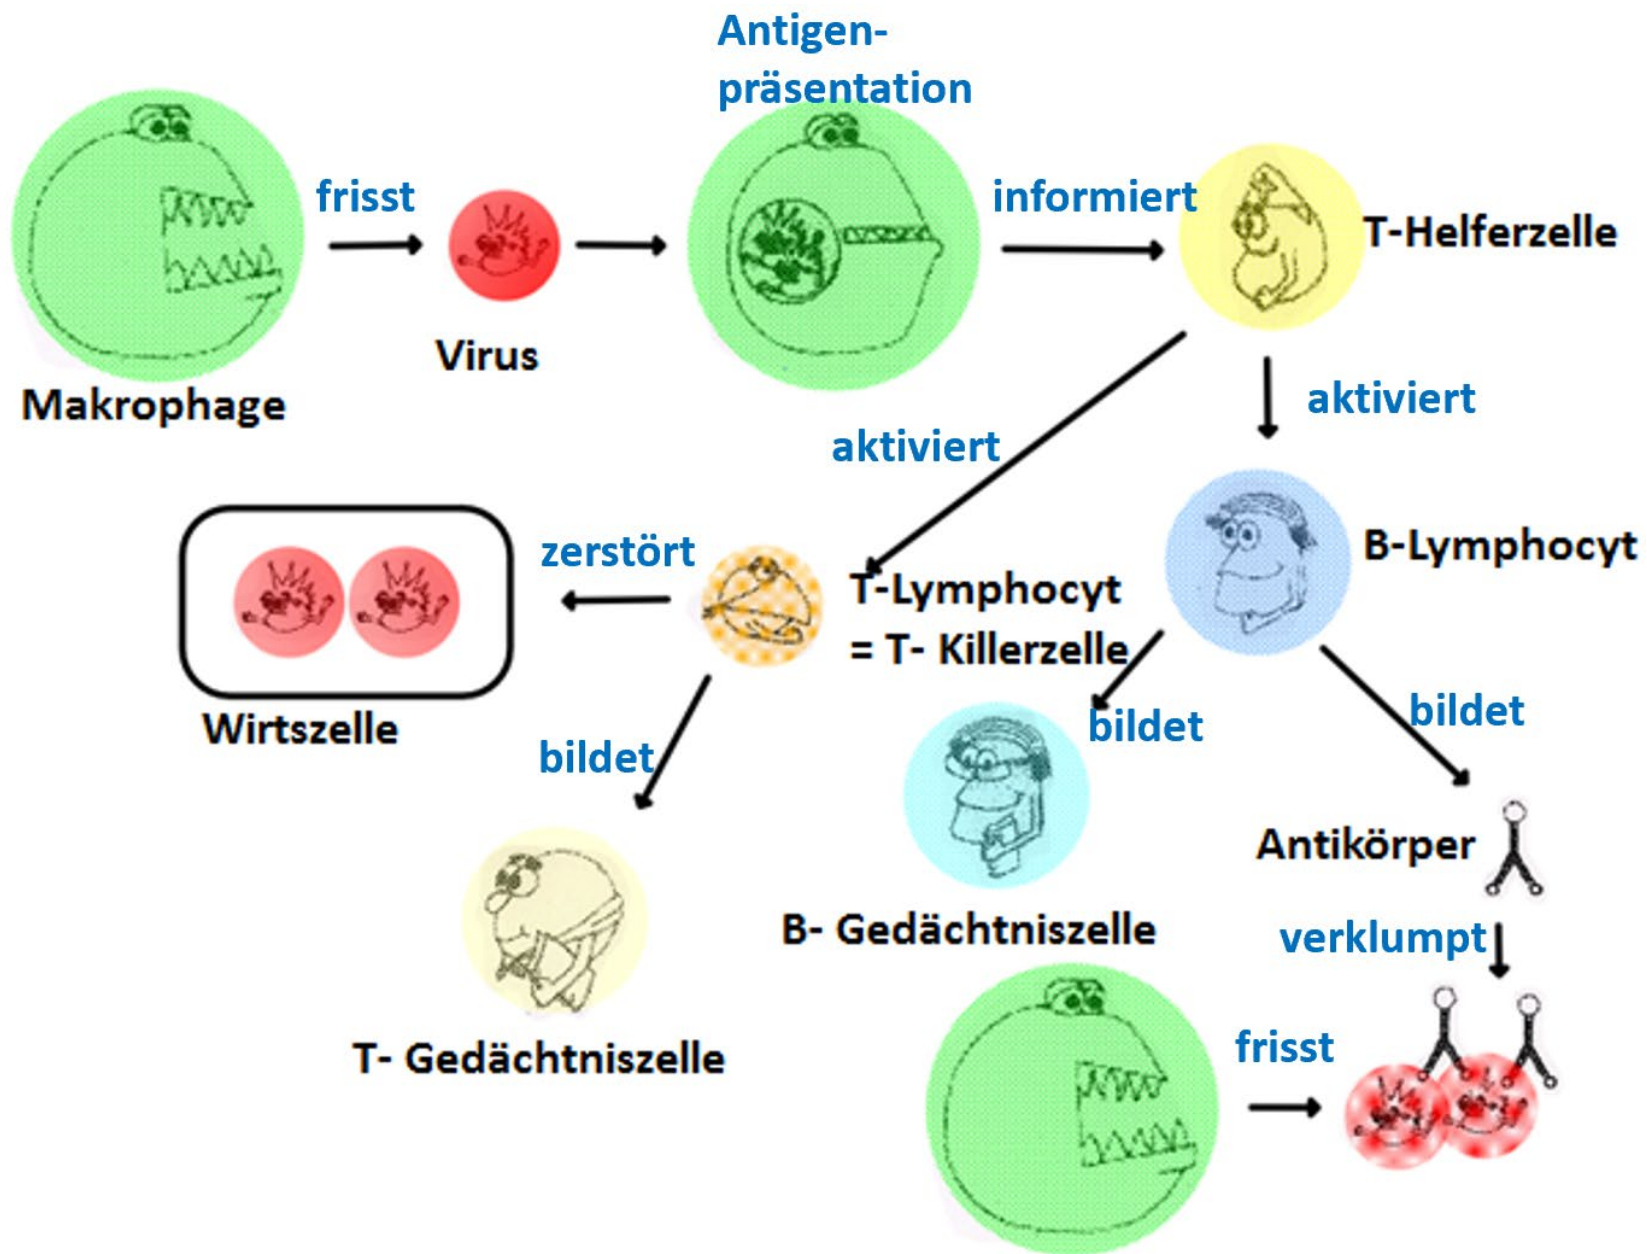 Antigen-
präsentation
frisst
informiert
T-Helferzelle
Virus
Makrophage
aktiviert
aktiviert
zerstört
B-Lymphocyt
T-Lymphocyt
= T- Killerzelle
Wirtszelle
bildet
bildet
bildet
Antikörper
B- Gedächtniszelle
verklumpt
T- Gedächtniszelle
frisst